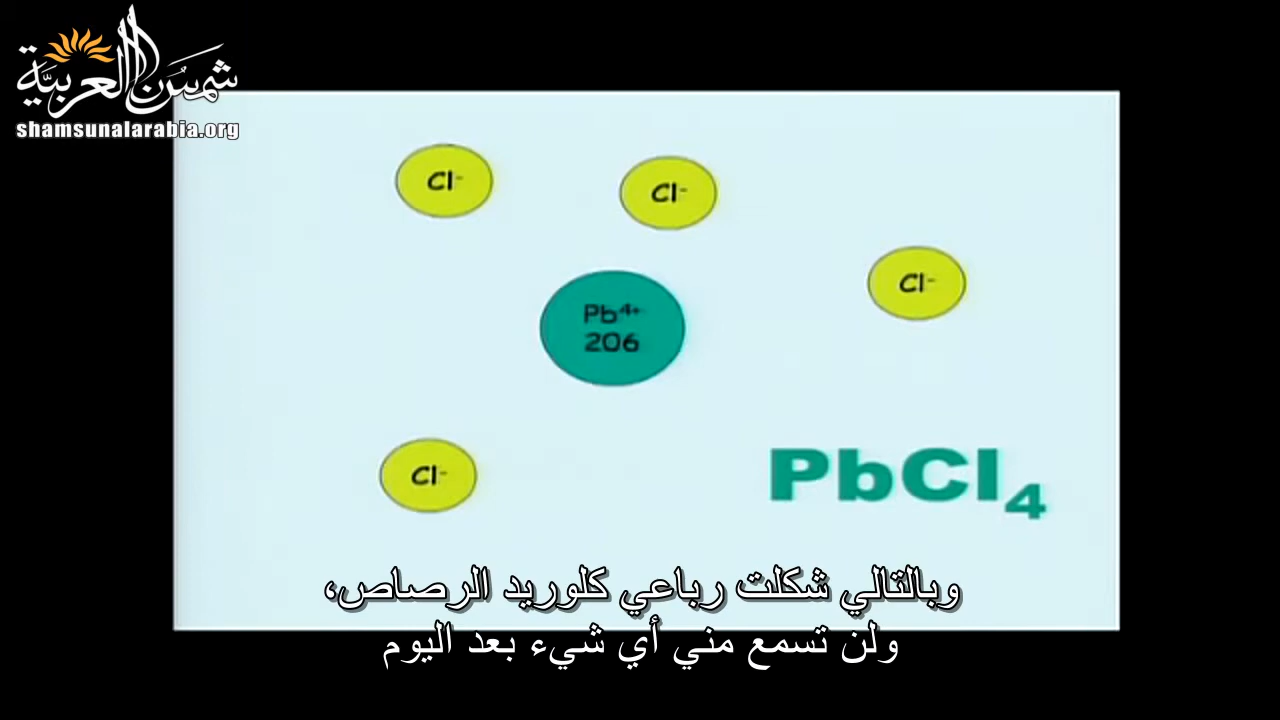 شمسن العربية
shamsunalarabia.org
Cl⁻
Cl⁻
Cl⁻
Pb⁴⁺
206
Cl⁻
PbCl₄
وبالتالي شكلت رباعي كلوريد الرصاص،
ولن تسمع مني أي شيء بعد اليوم